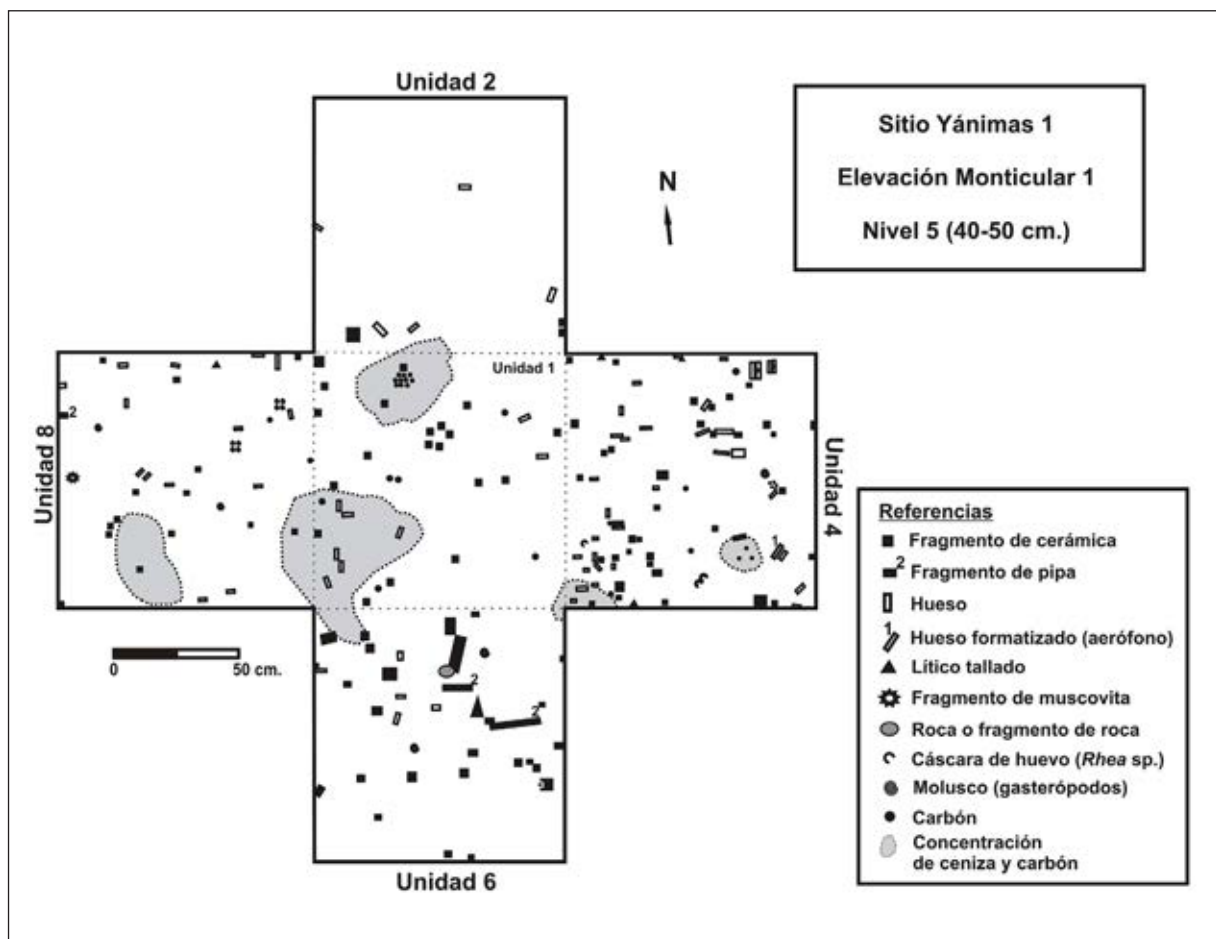 Unidad 2
Sitio Yánimas 1
Elevación Monticular 1
Nivel 5 (40-50 cm.)
N
Unidad 1
2
Unidad 8
Unidad 4
1
0
50 cm.
2
2
Unidad 6
Referencias
Fragmento de cerámica
2 Fragmento de pipa
Hueso
1 Hueso formatizado (aerófono)
Lítico tallado
Fragmento de muscovita
Roca o fragmento de roca
Cáscara de huevo (Rhea sp.)
Molusco (gasterópodos)
Carbón
Concentración
de ceniza y carbón